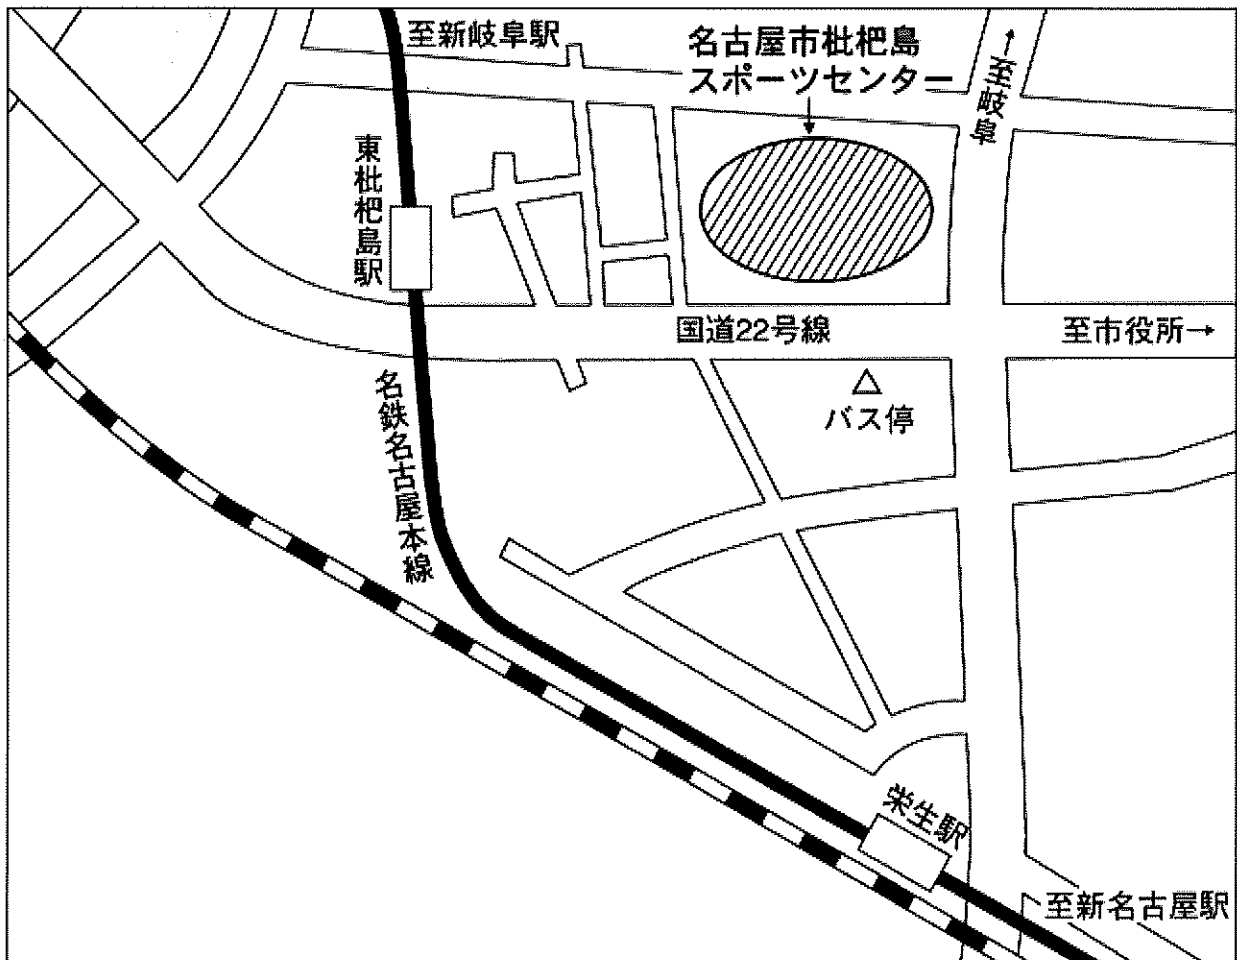 至新岐阜駅
名古屋市枇杷島
スポーツセンター
↑至岐阜
東枇杷島駅
国道22号線
至市役所→
バス停
名鉄名古屋本線
栄生駅
至新名古屋駅